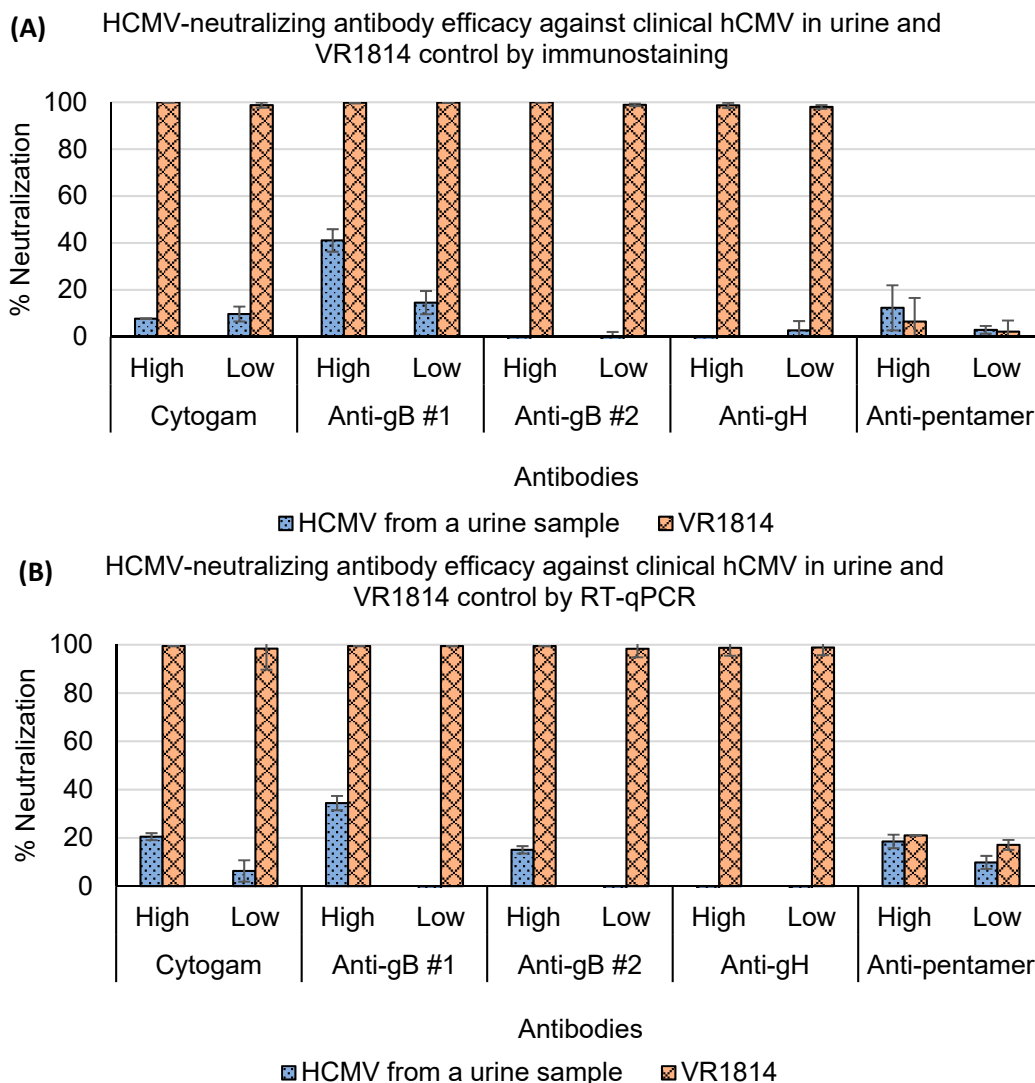 (A) HCMV-neutralizing antibody efficacy against clinical hCMV in urine and
VR1814 control by immunostaining
% Neutralization
100
80
60
40
20
0
High Low High Low High Low High Low High Low
Cytogam Anti-gB #1 Anti-gB #2 Anti-gH Anti-pentamer
Antibodies
HCMV from a urine sample VR1814
(B) HCMV-neutralizing antibody efficacy against clinical hCMV in urine and
VR1814 control by RT-qPCR
% Neutralization
100
80
60
40
20
0
High Low High Low High Low High Low High Low
Cytogam Anti-gB #1 Anti-gB #2 Anti-gH Anti-pentamer
Antibodies
HCMV from a urine sample VR1814